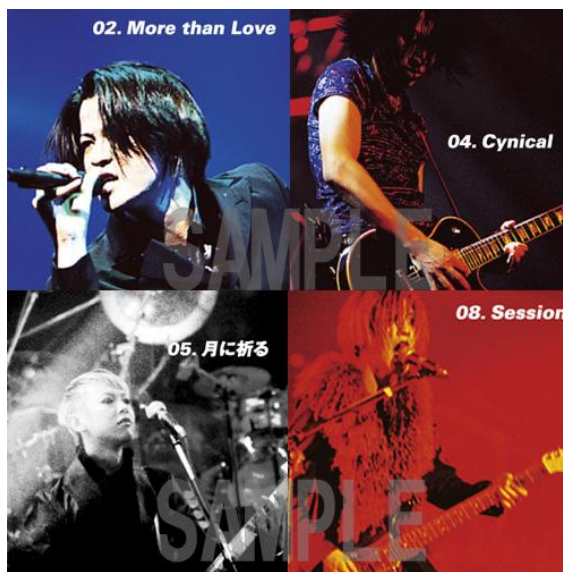 02. More than Love
04. Cynical
SAMPLE
05. 月に祈る
08. Session
SAMPLE